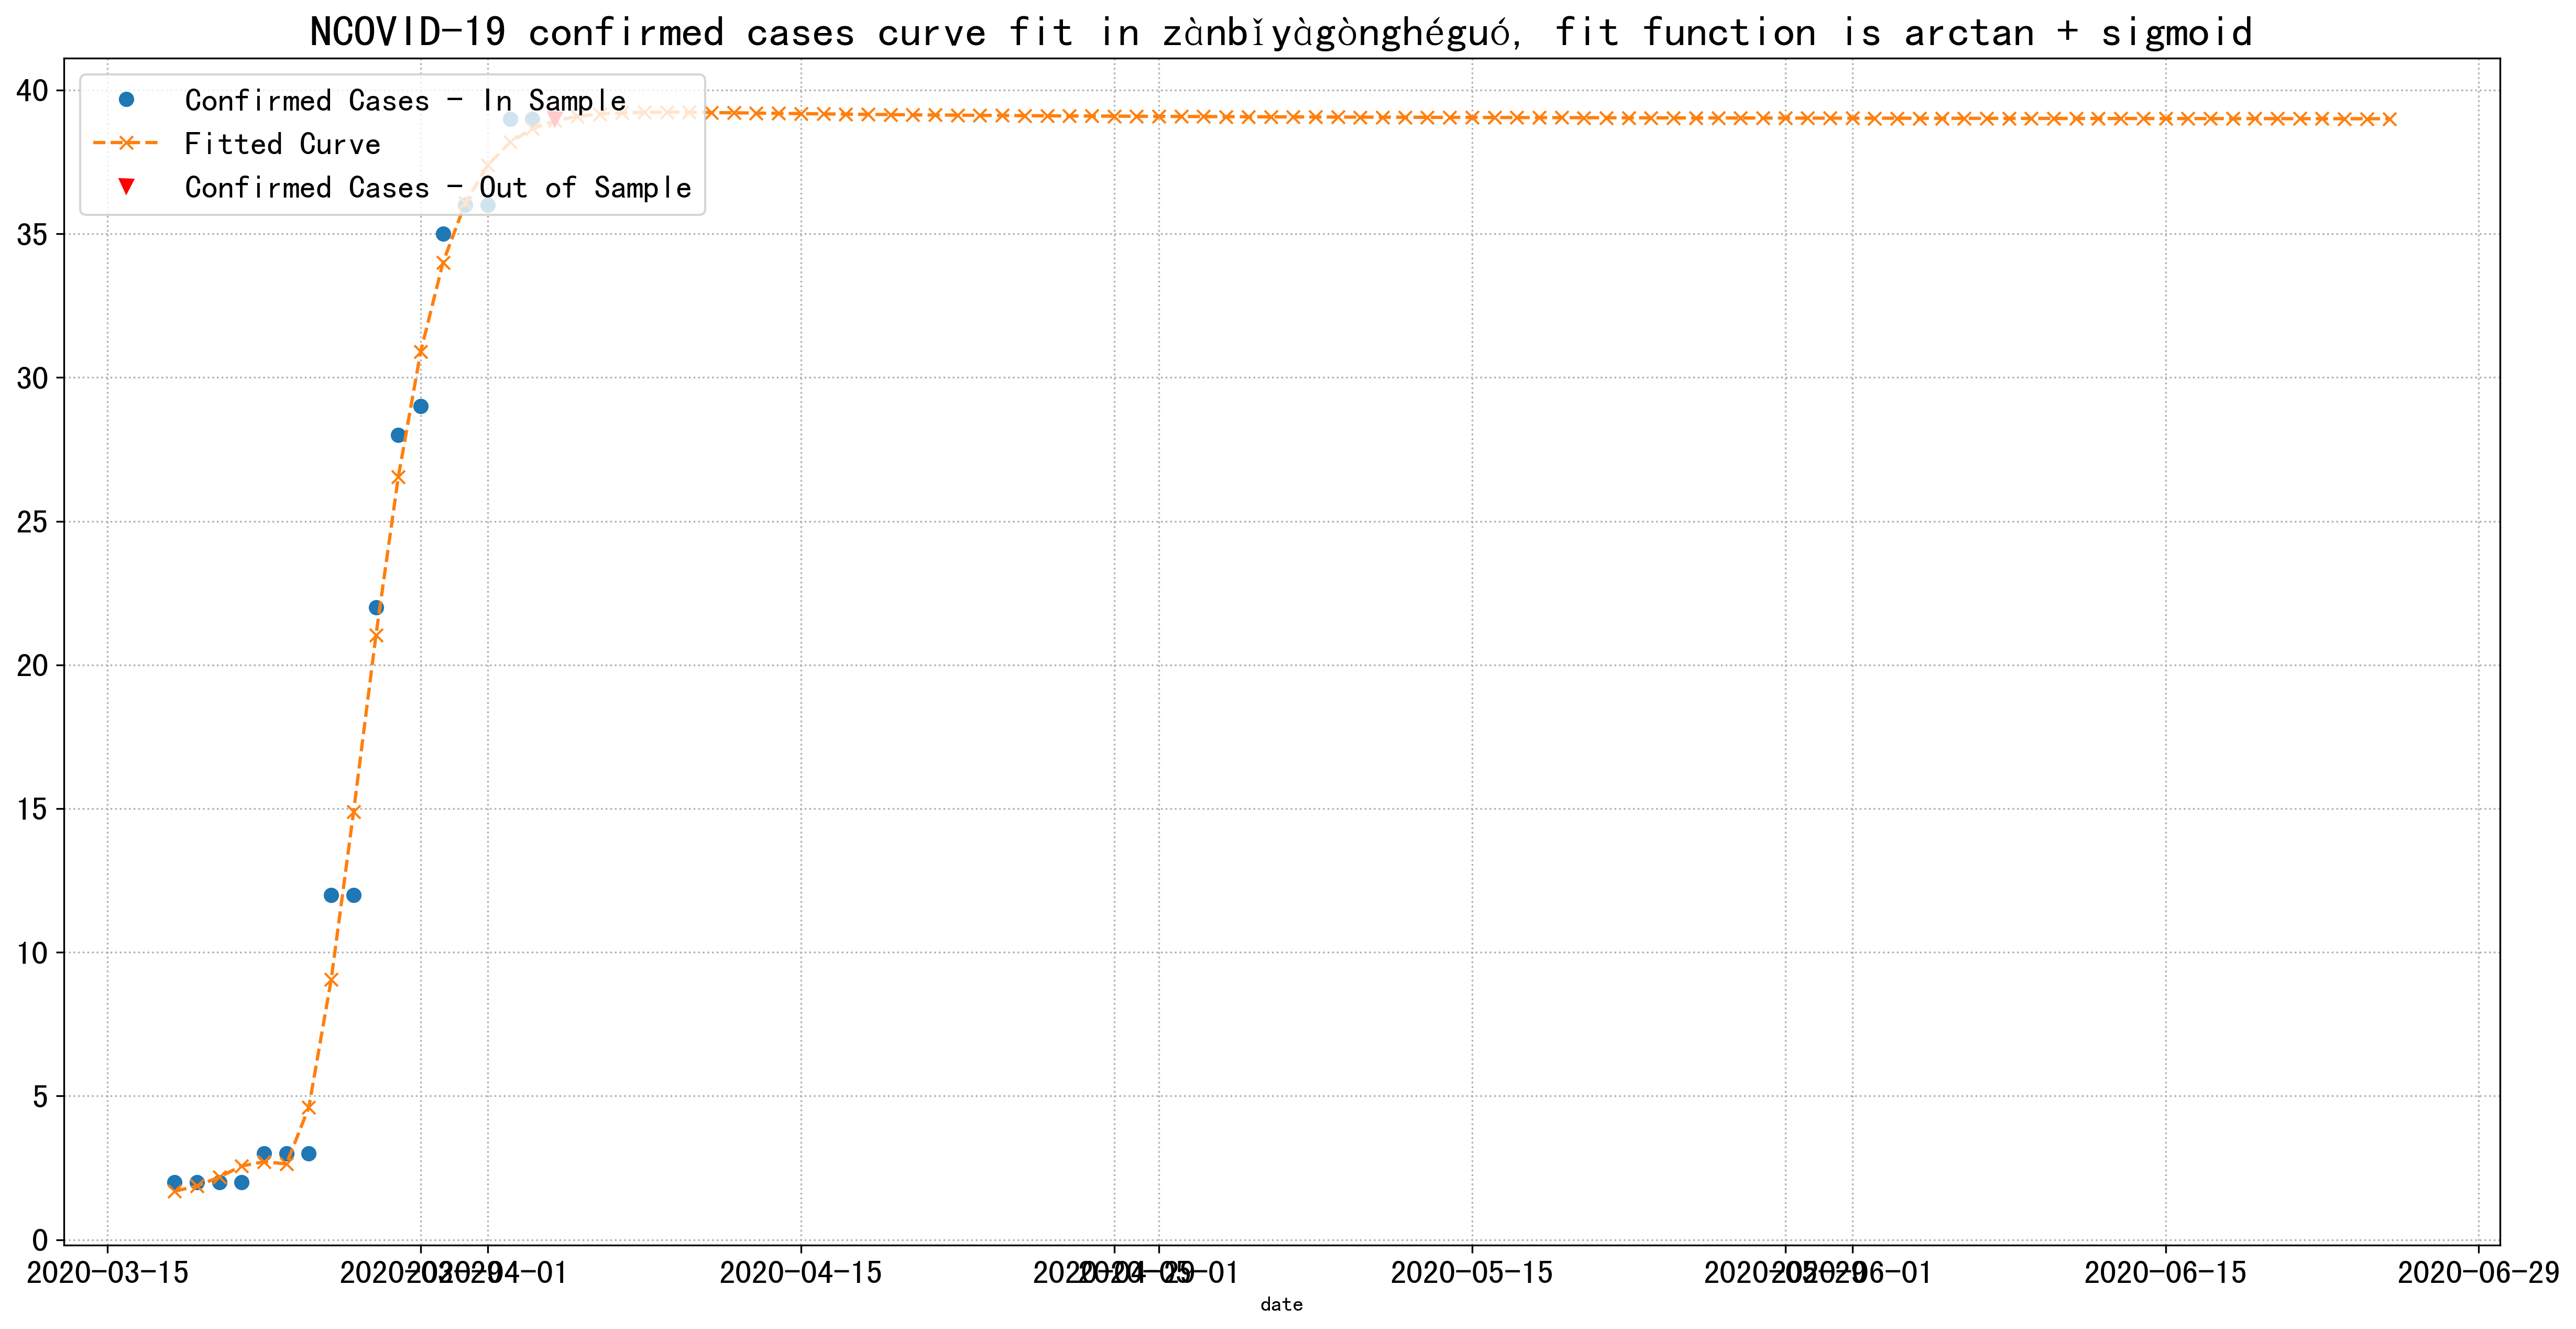 NCOVID-19 confirmed cases curve fit in zànbǐyàgònghéguó, fit function is arctan + sigmoid
Confirmed Cases - In Sample
Fitted Curve
Confirmed Cases - Out of Sample
40
35
30
25
20
15
10
5
0
2020-03-15 2020-03-29 2020-04-01 2020-04-15 2020-04-29 2020-05-01 2020-05-15 2020-05-29 2020-06-01 2020-06-15 2020-06-29
date